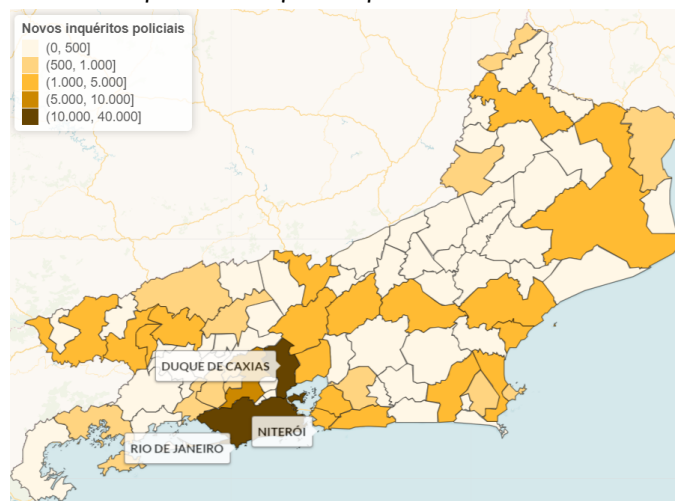 Novos inquéritos policiais
(0, 500]
(500, 1.000]
(1.000, 5.000]
(5.000, 10.000]
(10.000, 40.000]
DUQUE DE CAXIAS
NITERÓI
RIO DE JANEIRO